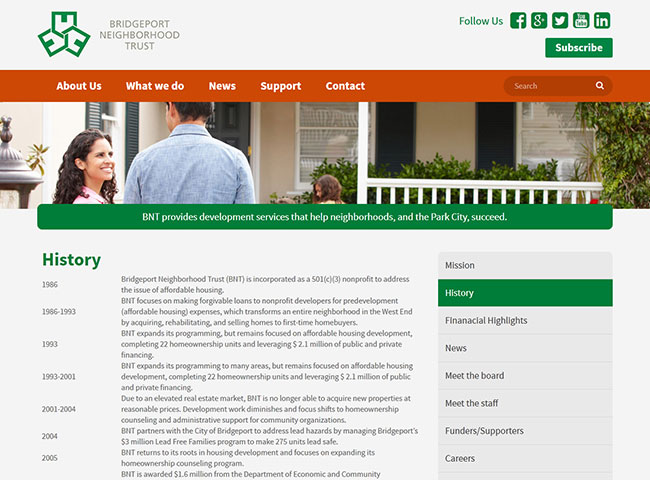 BRIDGEPORT
NEIGHBORHOOD
TRUST
Follow Us
You
Tube
Subscribe
About Us What we do News Support Contact
Search
BNT provides development services that help neighborhoods, and the Park City, succeed.
History
1986 Bridgeport Neighborhood Trust (BNT) is incorporated as a 501(c)(3) nonprofit to address
the issue of affordable housing.
1986-1993 BNT focuses on making forgivable loans to nonprofit developers for predevelopment
(affordable housing) expenses, which transforms an entire neighborhood in the West End
by acquiring, rehabilitating, and selling homes to first-time homebuyers.
1993 BNT expands its programming, but remains focused on affordable housing development,
completing 22 homeownership units and leveraging $ 2.1 million of public and private
financing.
1993-2001 BNT expands its programming to many areas, but remains focused on affordable housing
development, completing 22 homeownership units and leveraging $ 2.1 million of public
and private financing.
2001-2004 Due to an elevated real estate market, BNT is no longer able to acquire new properties at
reasonable prices. Development work diminishes and focus shifts to homeownership
counseling and administrative support for community organizations.
2004 BNT partners with the City of Bridgeport to address lead hazards by managing Bridgeport's
$3 million Lead Free Families program to make 275 units lead safe.
2005 BNT returns to its roots in housing development and focuses on expanding its
homeownership counseling program.
BNT is awarded $1.6 million from the Department of Economic and Community
Mission
History
Finanacial Highlights
News
Meet the board
Meet the staff
Funders/Supporters
Careers